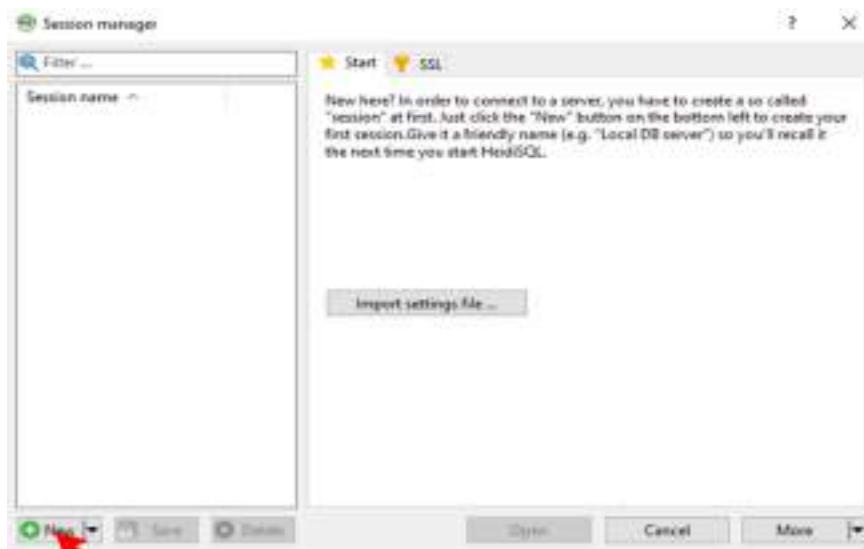 Session manager
?
Filter ...
Start
SSL
Session name
New here? In order to connect to a server, you have to create a so called
"session" at first. Just click the "New" button on the bottom left to create your
first session.Give it a friendly name (e.g. "Local DB server") so you'll recall it
the next time you start HeidiSQL.
Import settings file ...
New
Save
Delete
Open
Cancel
More